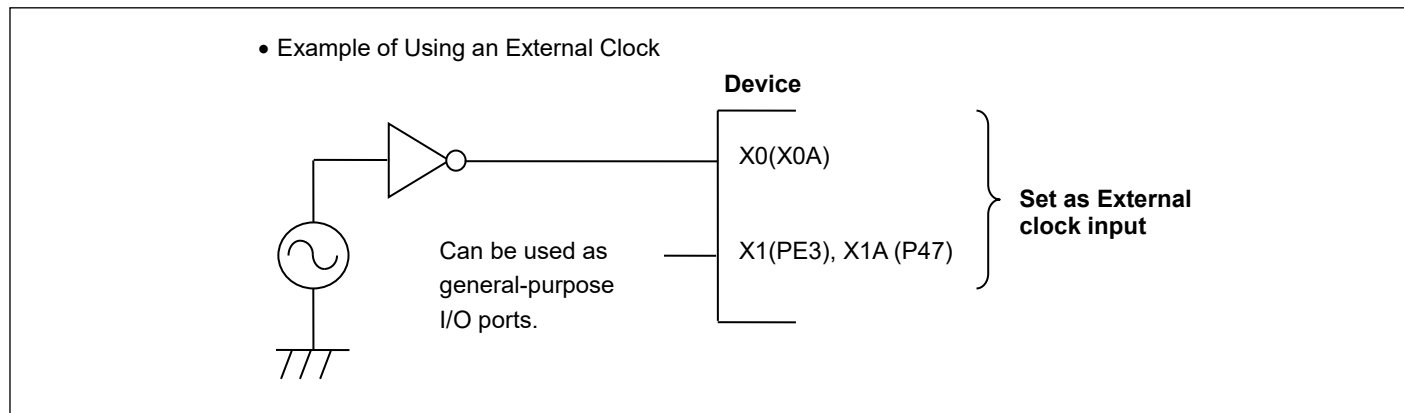 • Example of Using an External Clock
Device
X0(X0A)
Set as External
clock input
Can be used as
general-purpose
I/O ports.
X1(PE3), X1A (P47)